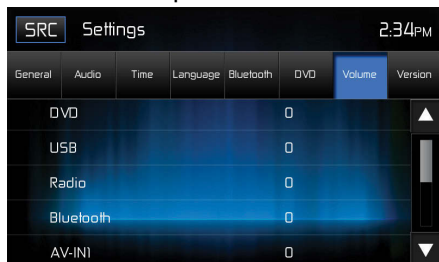 SRC Settings 2:34PM
General Audio Time Language Bluetooth DVD Volume Version
DVD 0
USB 0
Radio 0
Bluetooth 0
AV-IN1 0